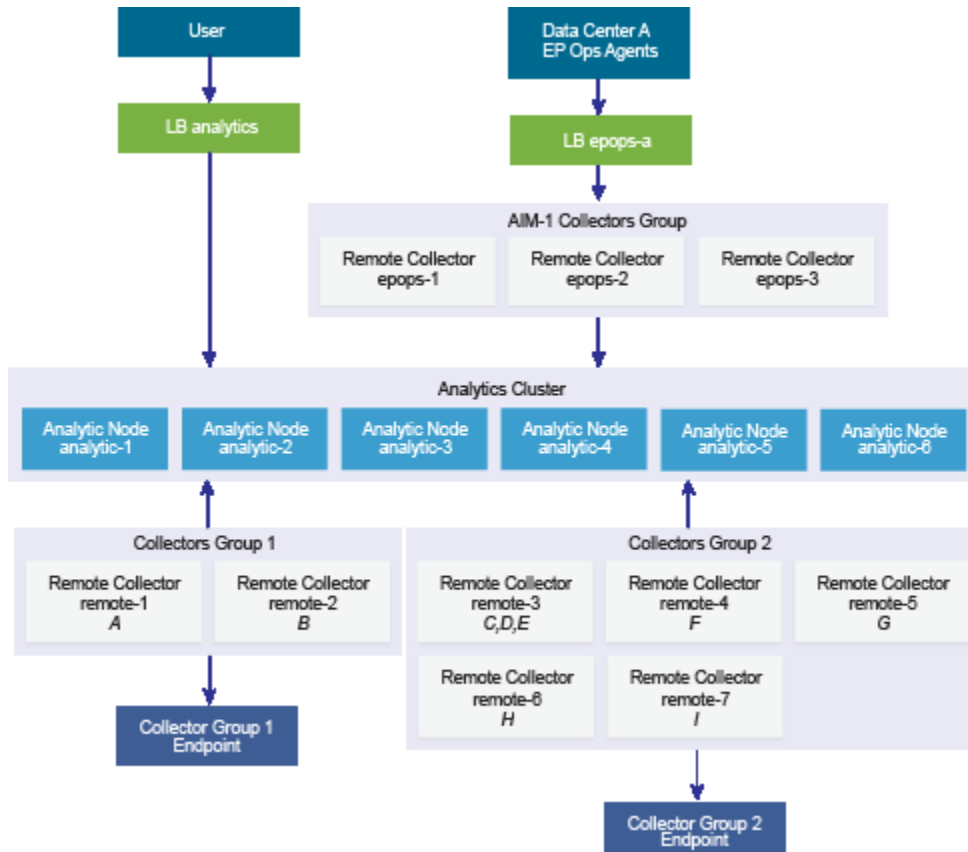 User
Data Center A
EP Ops Agents
LB analytics
LB epops-a
AIM-1 Collectors Group
Remote Collector
epops-1
Remote Collector
epops-2
Remote Collector
epops-3
Analytics Cluster
Analytic Node
analytic-1
Analytic Node
analytic-2
Analytic Node
analytic-3
Analytic Node
analytic-4
Analytic Node
analytic-5
Analytic Node
analytic-6
Collectors Group 1
Remote Collector
remote-1
A
Remote Collector
remote-2
B
Collector Group 1
Endpoint
Collectors Group 2
Remote Collector
remote-3
C,D,E
Remote Collector
remote-4
F
Remote Collector
remote-5
G
Remote Collector
remote-6
H
Remote Collector
remote-7
I
Collector Group 2
Endpoint